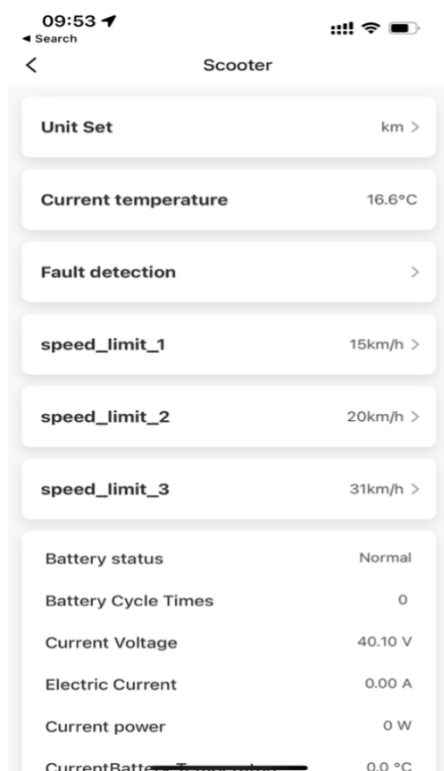 09:53
Search
Scooter
Unit Set km
Current temperature 16.6°C
Fault detection
speed_limit_1 15km/h
speed_limit_2 20km/h
speed_limit_3 31km/h
Battery status Normal
Battery Cycle Times 0
Current Voltage 40.10 V
Electric Current 0.00 A
Current power 0 W
CurrentBattery Temperature 0.0 °C